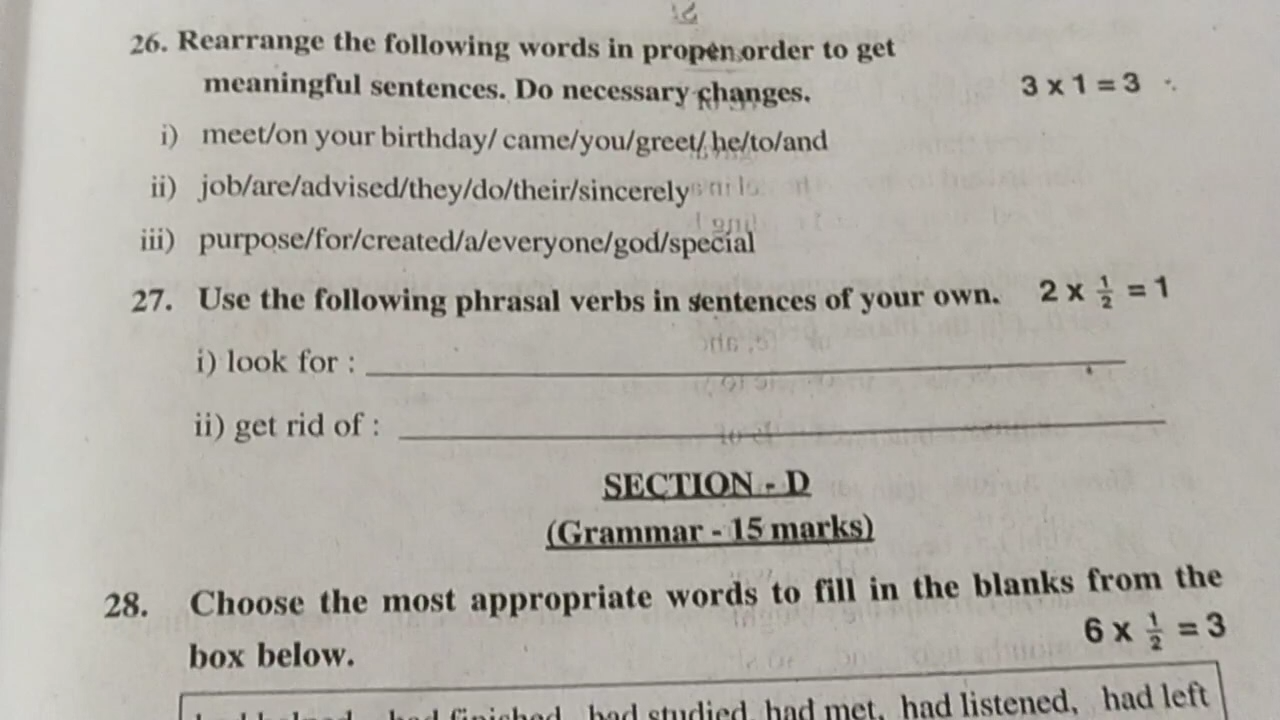 26. Rearrange the following words in proper order to get
meaningful sentences. Do necessary changes. 3 x 1 = 3
i) meet/on your birthday/ came/you/greet/ he/to/and
ii) job/are/advised/they/do/their/sincerely
iii) purpose/for/created/a/everyone/god/special
27. Use the following phrasal verbs in sentences of your own. 2 x 1/2 = 1
i) look for :
ii) get rid of :
SECTION - D
(Grammar - 15 marks)
28. Choose the most appropriate words to fill in the blanks from the
box below. 6 x 1/2 = 3
had helped, had finished, had studied, had met, had listened, had left